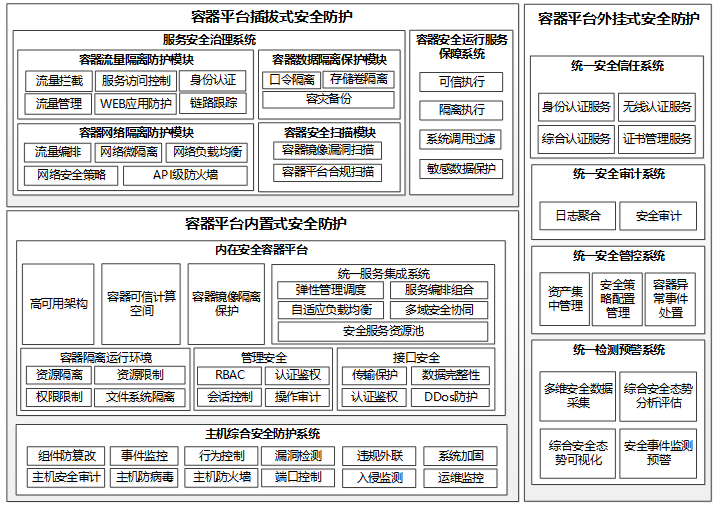 容器平台插拔式安全防护
服务安全治理系统
容器流量隔离防护模块
流量拦截
服务访问控制
身份认证
流量管理
WEB应用防护
链路跟踪
容器数据隔离保护模块
口令隔离
存储卷隔离
容灾备份
容器网络隔离防护模块
流量编排
网络微隔离
网络负载均衡
网络安全策略
API级防火墙
容器安全扫描模块
容器镜像漏洞扫描
容器平台合规扫描
容器安全运行服务
保障系统
可信执行
隔离执行
系统调用过滤
敏感数据保护
容器平台内置式安全防护
内在安全容器平台
高可用架构
容器可信计算
空间
容器镜像隔离
保护
统一服务集成系统
弹性管理调度
服务编排组合
自适应负载均衡
多域安全协同
安全服务资源池
容器隔离运行环境
资源隔离
资源限制
权限限制
文件系统隔离
管理安全
RBAC
认证鉴权
会话控制
操作审计
接口安全
传输保护
数据完整性
认证鉴权
DDos防护
主机综合安全防护系统
组件防篡改
事件监控
行为控制
漏洞检测
违规外联
系统加固
主机安全审计
主机防病毒
主机防火墙
端口控制
入侵监测
运维监控
容器平台外挂式安全防护
统一安全信任系统
身份认证服务
无线认证服务
综合认证服务
证书管理服务
统一安全审计系统
日志聚合
安全审计
统一安全管控系统
资产集
中管理
安全策
略配置
管理
容器异
常事件
处置
统一检测预警系统
多维安全数据
采集
综合安全态势
分析评估
综合安全态
势可视化
安全事件监测
预警